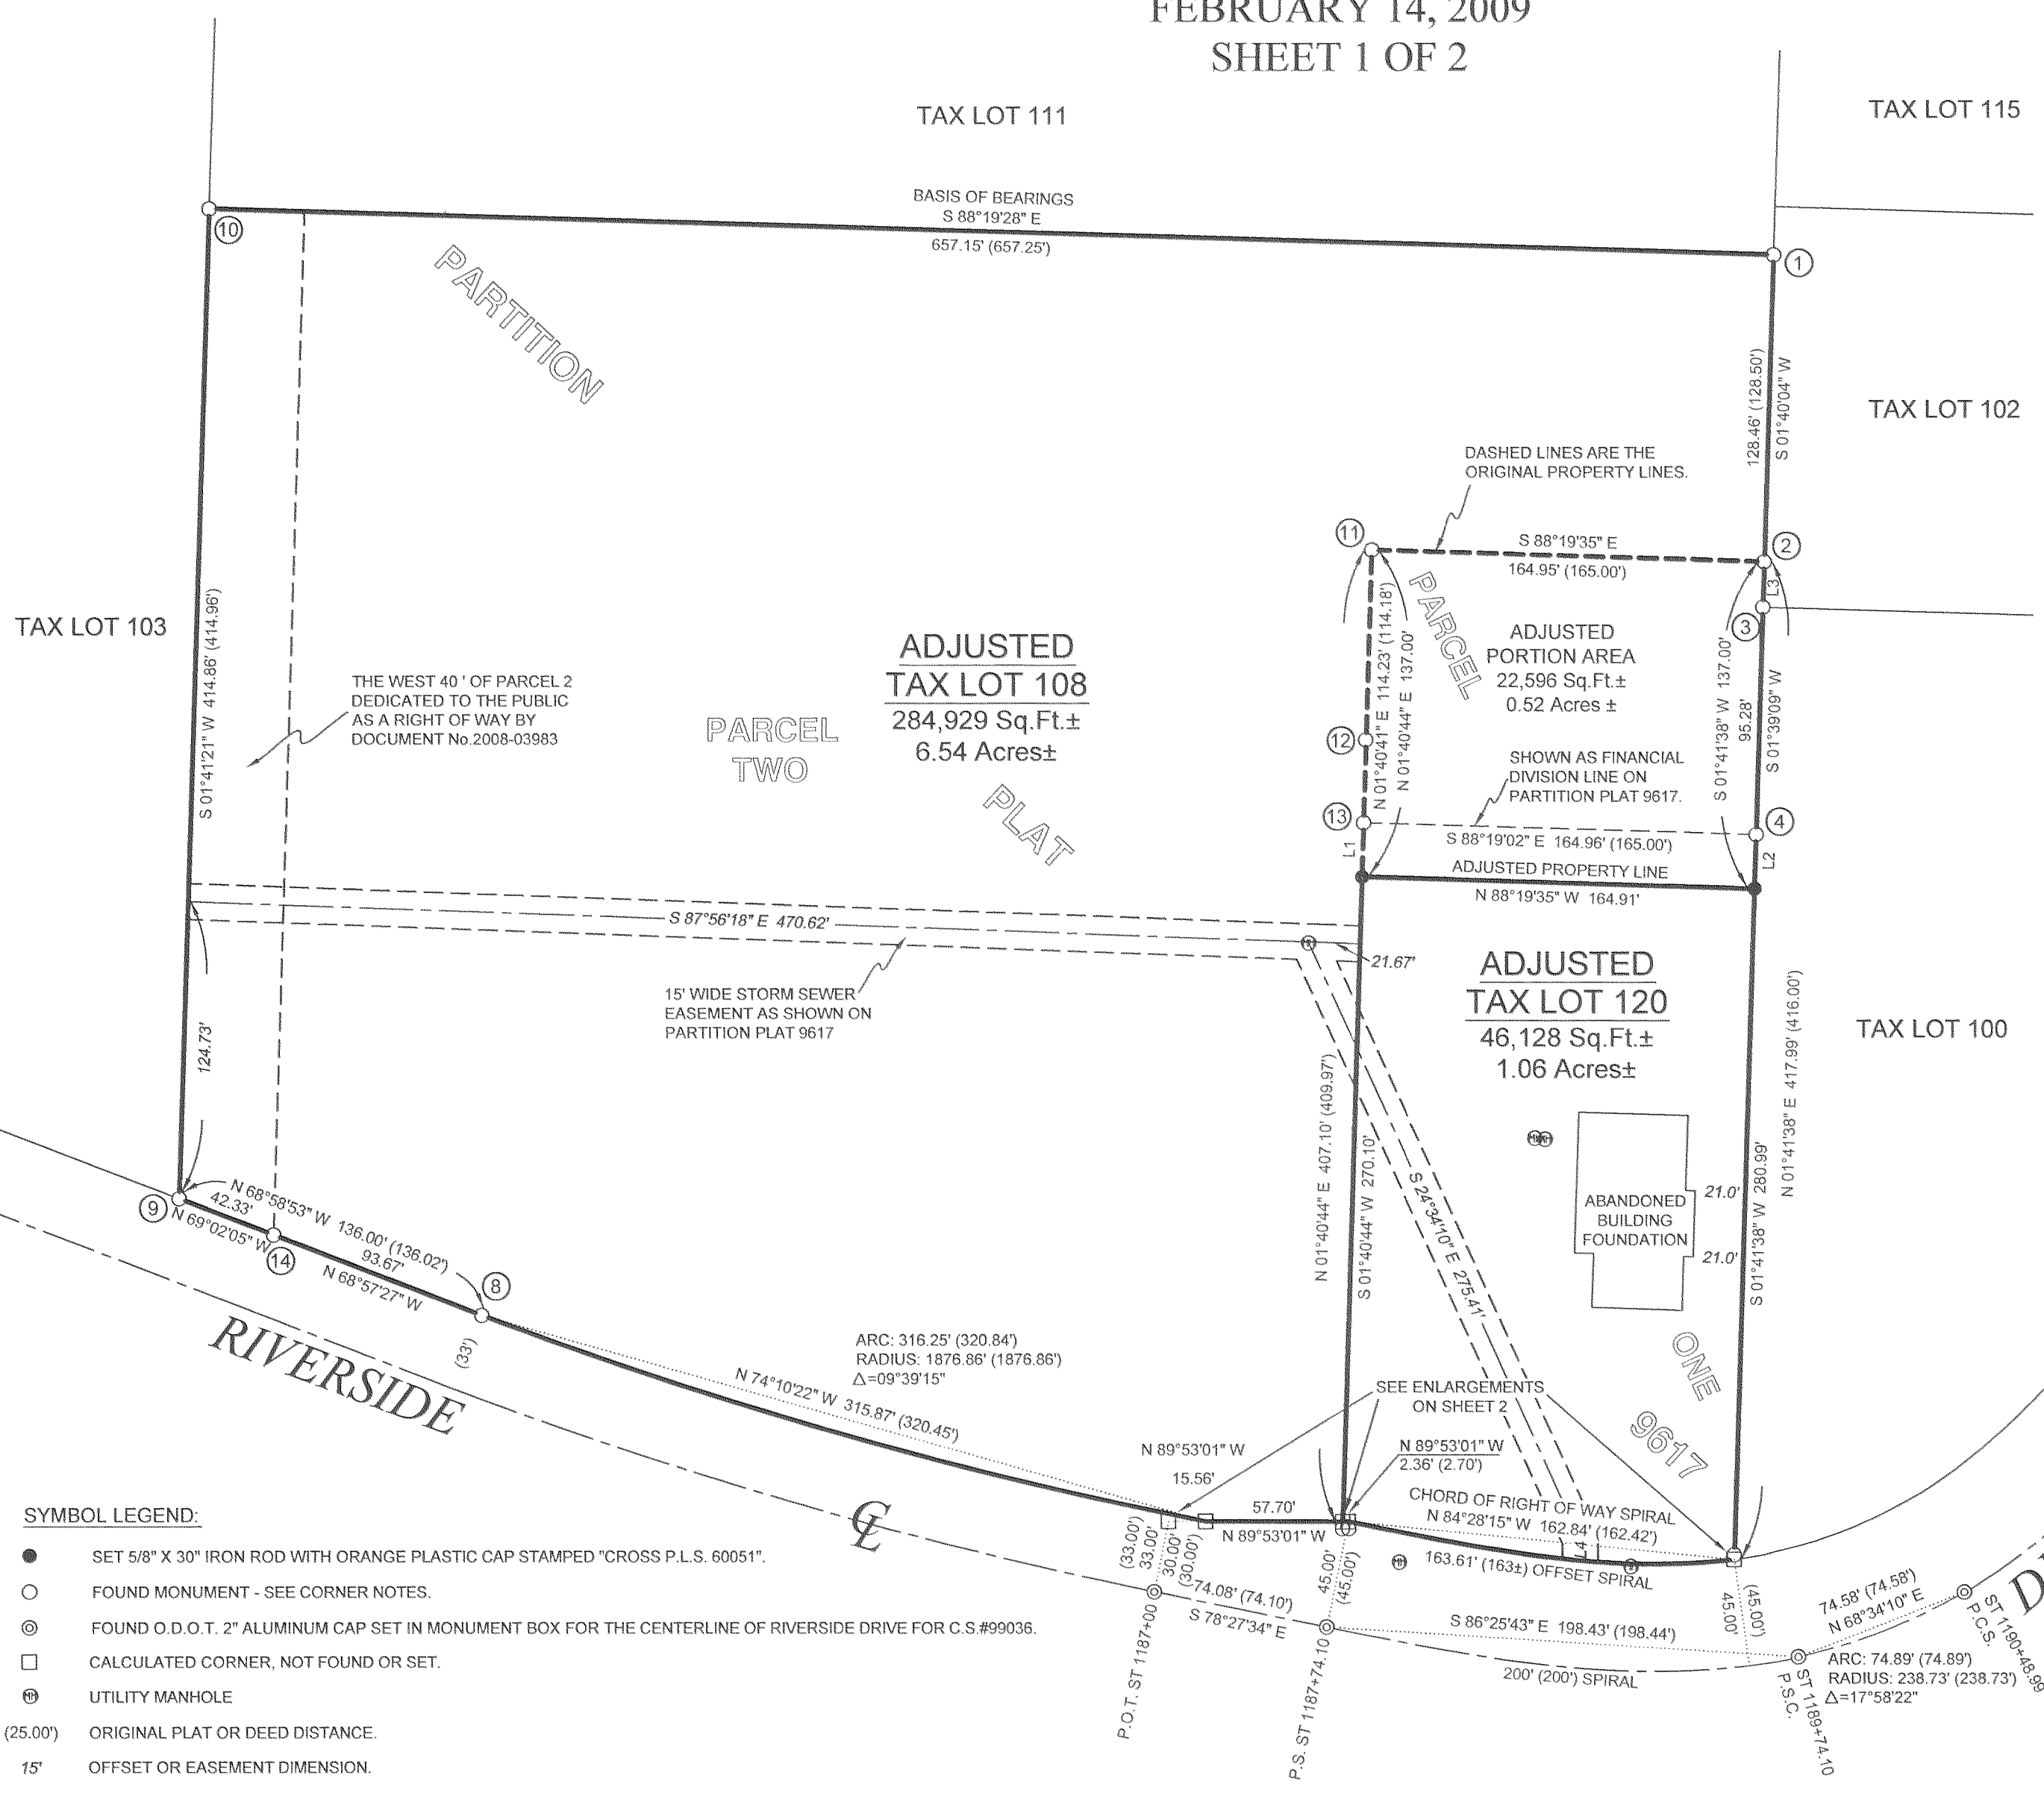 FEBRUARY 14, 2009
SHEET 1 OF 2
TAX LOT 111
TAX LOT 115
BASIS OF BEARINGS
S 88°19'28" E
657.15' (657.25')
10
1
PARTITION
128.46' (128.50')
S 01°40'04" W
TAX LOT 102
DASHED LINES ARE THE
ORIGINAL PROPERTY LINES.
11
S 88°19'35" E
164.95' (165.00')
2
L3
3
TAX LOT 103
S 01°41'21" W 414.86' (414.96')
THE WEST 40 ' OF PARCEL 2
DEDICATED TO THE PUBLIC
AS A RIGHT OF WAY BY
DOCUMENT No.2008-03983
PARCEL
TWO
ADJUSTED
TAX LOT 108
284,929 Sq.Ft.±
6.54 Acres±
PLAT
N 01°40'41" E 114.23' (114.18')
N 01°40'44" E 137.00'
PARCEL
ADJUSTED
PORTION AREA
22,596 Sq.Ft.±
0.52 Acres ±
S 01°41'38" W 137.00'
95.28'
S 01°39'09" W
12
SHOWN AS FINANCIAL
DIVISION LINE ON
PARTITION PLAT 9617.
13
S 88°19'02" E 164.96' (165.00')
4
L1
L2
ADJUSTED PROPERTY LINE
N 88°19'35" W 164.91'
S 87°56'18" E 470.62'
MH
21.67'
15' WIDE STORM SEWER
EASEMENT AS SHOWN ON
PARTITION PLAT 9617
124.73'
ADJUSTED
TAX LOT 120
46,128 Sq.Ft.±
1.06 Acres±
TAX LOT 100
N 01°41'38" E 417.99' (416.00')
N 01°40'44" E 407.10' (409.97')
S 01°40'44" W 270.10'
S 24°34'10" E 275.41'
ABANDONED
BUILDING
FOUNDATION
21.0'
21.0'
S 01°41'38" W 280.99'
9
N 68°58'53" W 136.00' (136.02')
42.33'
N 69°02'05" W
14
93.67'
N 68°57'27" W
8
(33')
RIVERSIDE
ARC: 316.25' (320.84')
RADIUS: 1876.86' (1876.86')
Δ=09°39'15"
N 74°10'22" W 315.87' (320.45')
SEE ENLARGEMENTS
ON SHEET 2
ONE
9617
N 89°53'01" W
15.56'
N 89°53'01" W
2.36' (2.70')
57.70'
N 89°53'01" W
CHORD OF RIGHT OF WAY SPIRAL
N 84°28'15" W 162.84' (162.42')
L4
163.61' (163±) OFFSET SPIRAL
MH
MH
CL
(33.00')
33.00'
30.00'
(30.00')
74.08' (74.10')
S 78°27'34" E
45.00'
(45.00')
S 86°25'43" E 198.43' (198.44')
200' (200') SPIRAL
45.00'
(45.00')
74.58' (74.58')
N 68°34'10" E
D
P.O.T. ST 1187+00
P.S. ST 1187+74.10
ST 1189+74.10
P.S.C.
ST 1190+48.99
P.C.S.
ARC: 74.89' (74.89')
RADIUS: 238.73' (238.73')
Δ=17°58'22"
SYMBOL LEGEND:
SET 5/8" X 30" IRON ROD WITH ORANGE PLASTIC CAP STAMPED "CROSS P.L.S. 60051".
FOUND MONUMENT - SEE CORNER NOTES.
FOUND O.D.O.T. 2" ALUMINUM CAP SET IN MONUMENT BOX FOR THE CENTERLINE OF RIVERSIDE DRIVE FOR C.S.#99036.
CALCULATED CORNER, NOT FOUND OR SET.
MH UTILITY MANHOLE
(25.00') ORIGINAL PLAT OR DEED DISTANCE.
15' OFFSET OR EASEMENT DIMENSION.